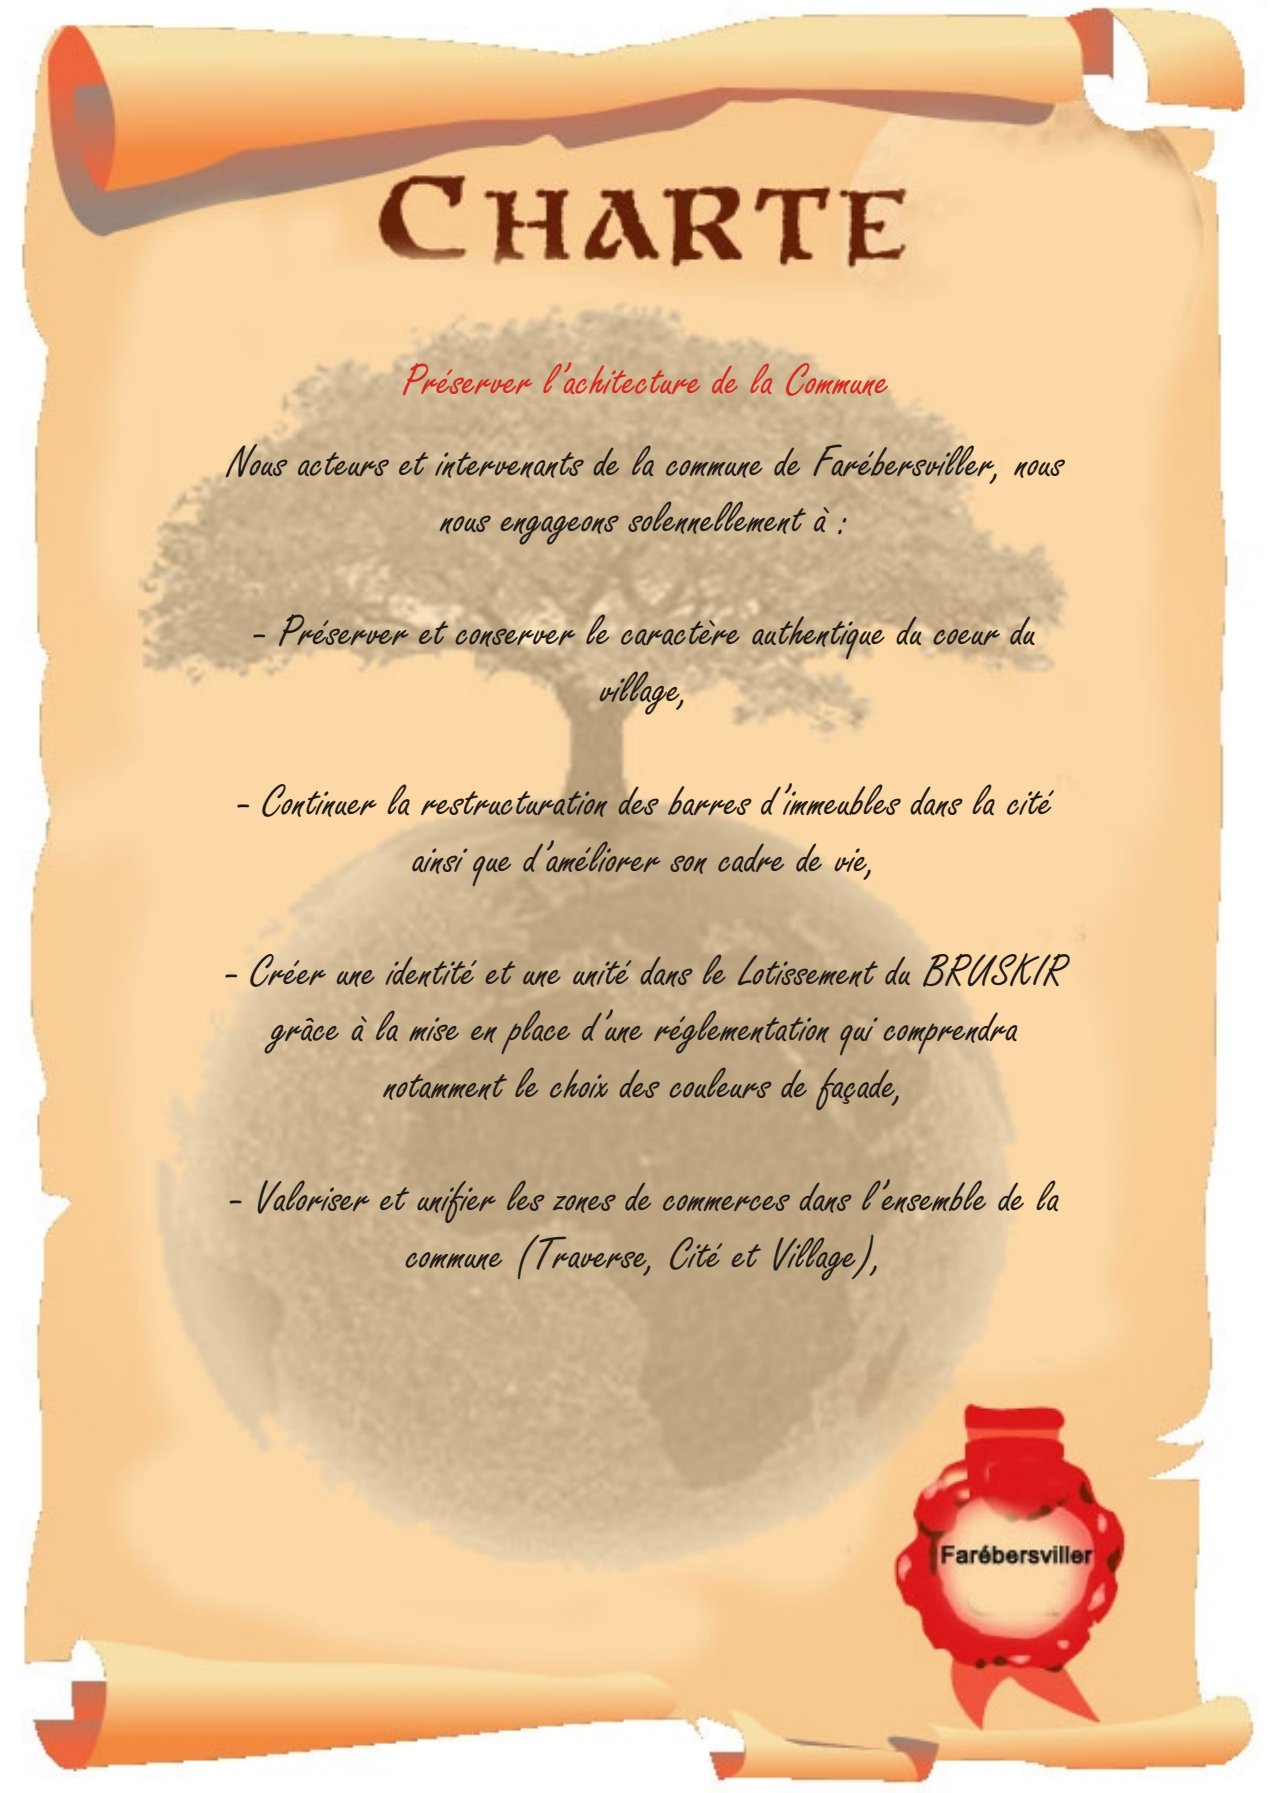 CHARTE
Préserver l'achitecture de la Commune
Nous acteurs et intervenants de la commune de Farébersviller, nous
nous engageons solennellement à :
- Préserver et conserver le caractère authentique du coeur du
village,
- Continuer la restructuration des barres d'immeubles dans la cité
ainsi que d'améliorer son cadre de vie,
- Créer une identité et une unité dans le Lotissement du BRUSKIR
grâce à la mise en place d'une réglementation qui comprendra
notamment le choix des couleurs de façade,
- Valoriser et unifier les zones de commerces dans l'ensemble de la
commune (Traverse, Cité et Village),
Farébersviller